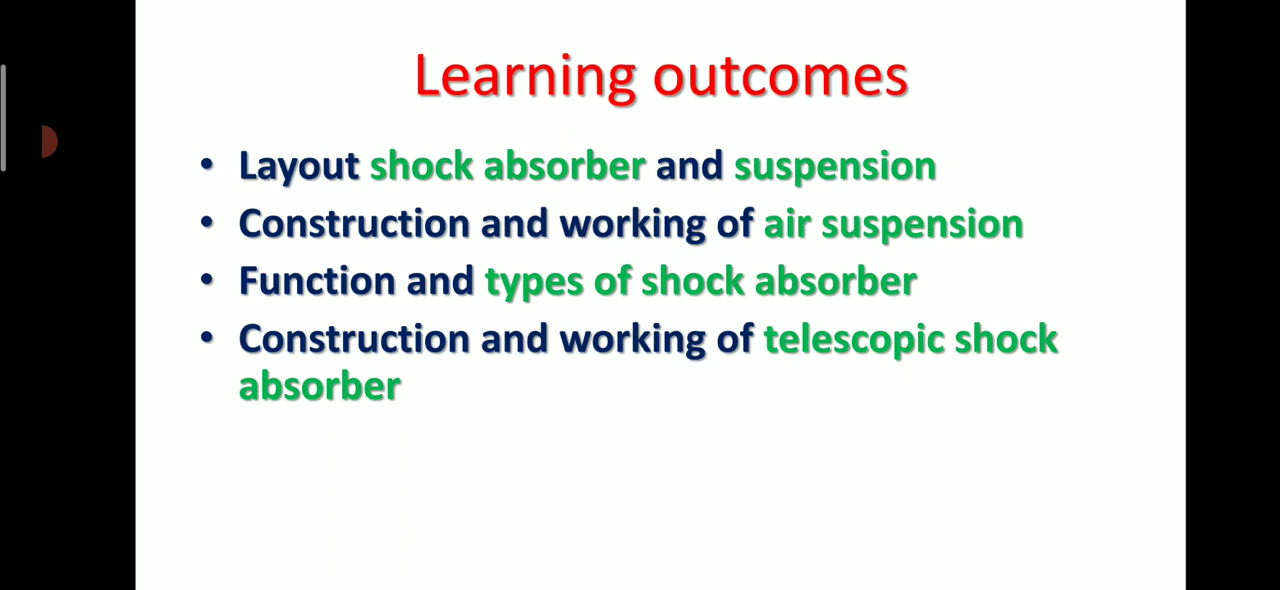 Learning outcomes
• Layout shock absorber and suspension
• Construction and working of air suspension
• Function and types of shock absorber
• Construction and working of telescopic shock
absorber